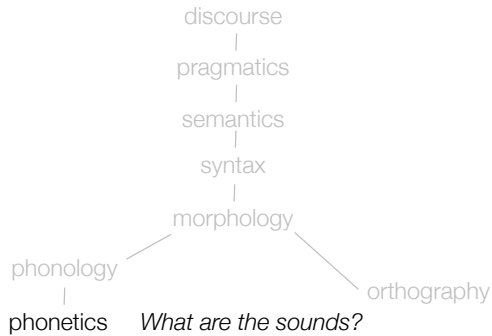 discourse
pragmatics
semantics
syntax
morphology
phonology
orthography
phonetics What are the sounds?